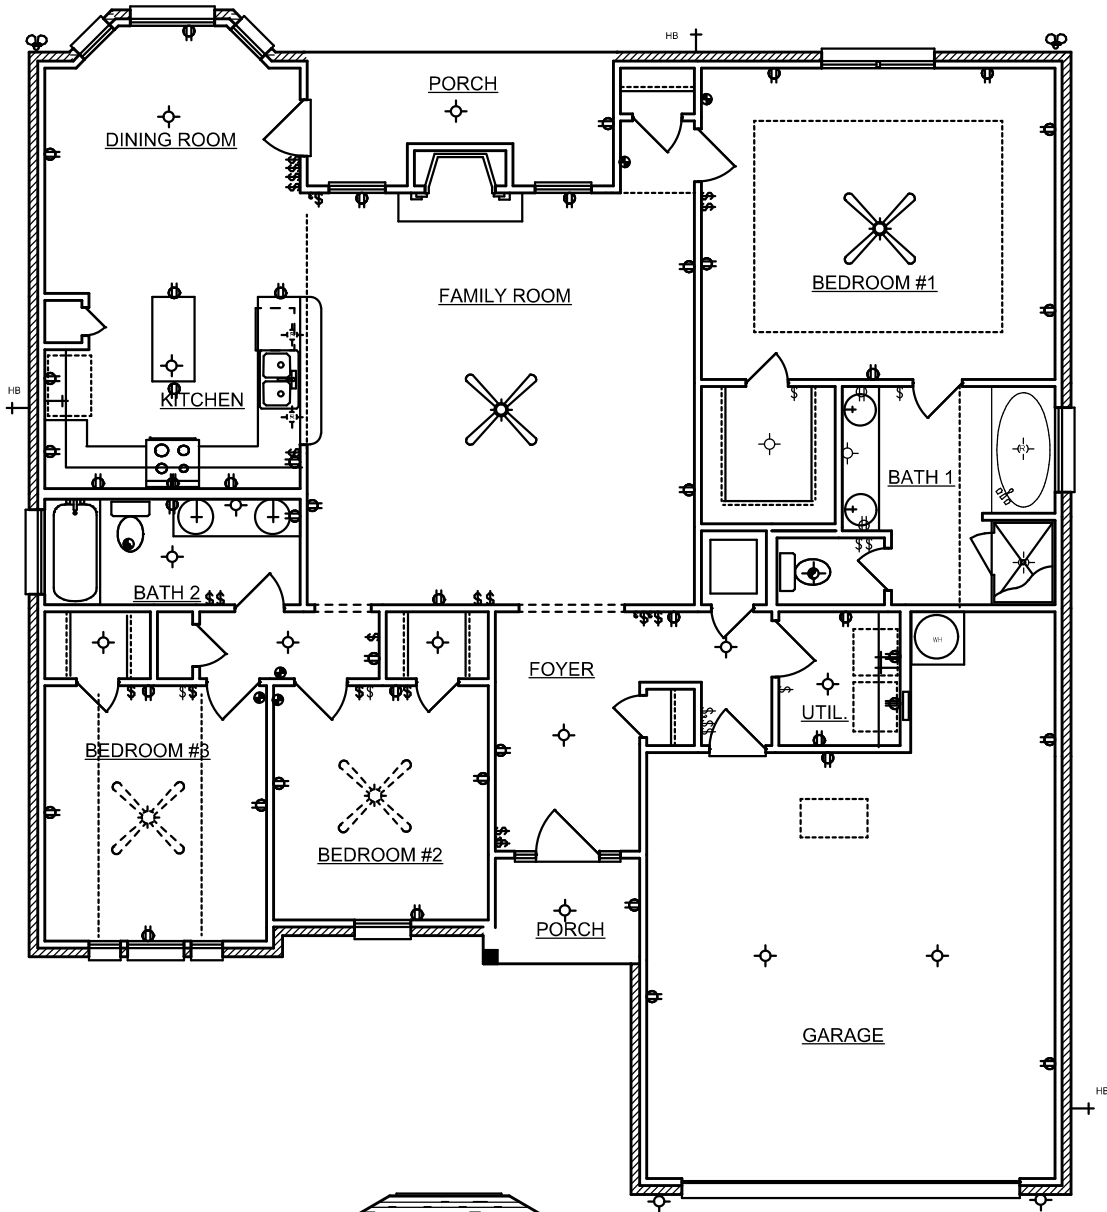 HB
PORCH
DINING ROOM
BEDROOM #1
FAMILY ROOM
HB
KITCHEN
BATH 1
BATH 2
$$
$$
WH
FOYER
UTIL.
BEDROOM #3
BEDROOM #2
PORCH
GARAGE
HB